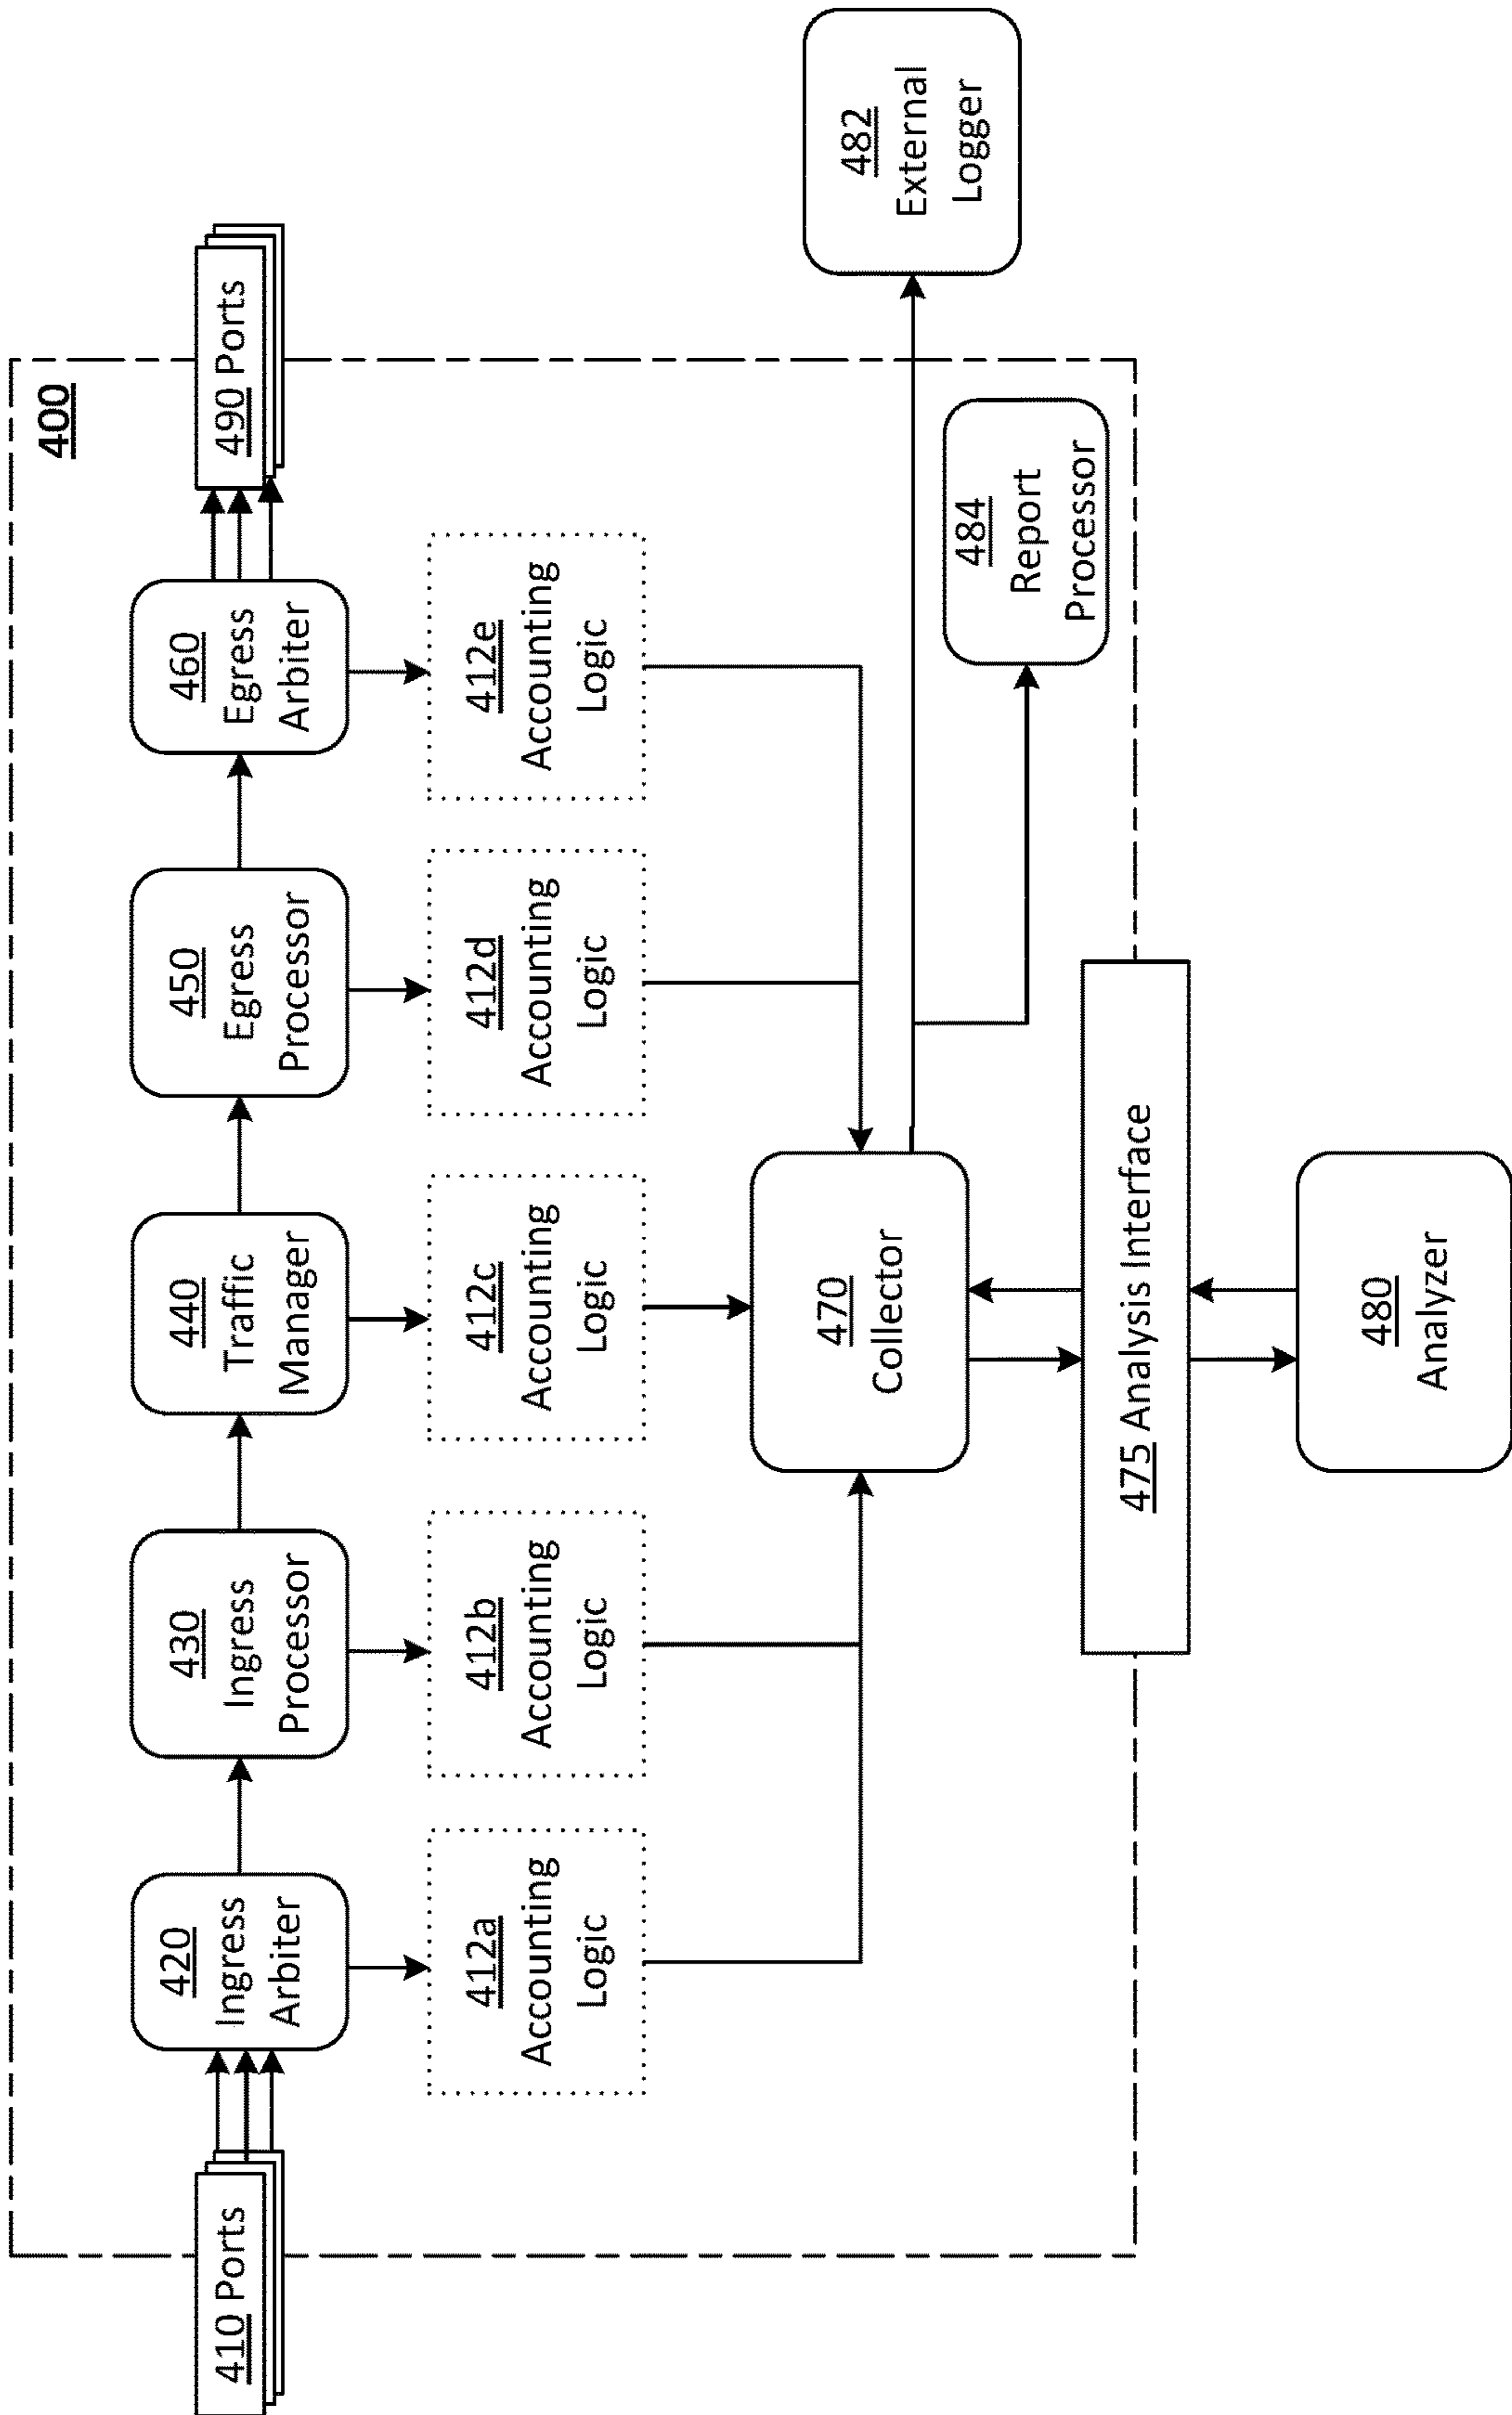 400
410 Ports
420
Ingress
Arbiter
430
Ingress
Processor
440
Traffic
Manager
450
Egress
Processor
460
Egress
Arbiter
490 Ports
412a
Accounting
Logic
412b
Accounting
Logic
412c
Accounting
Logic
412d
Accounting
Logic
412e
Accounting
Logic
470
Collector
482
External
Logger
484
Report
Processor
475 Analysis Interface
480
Analyzer